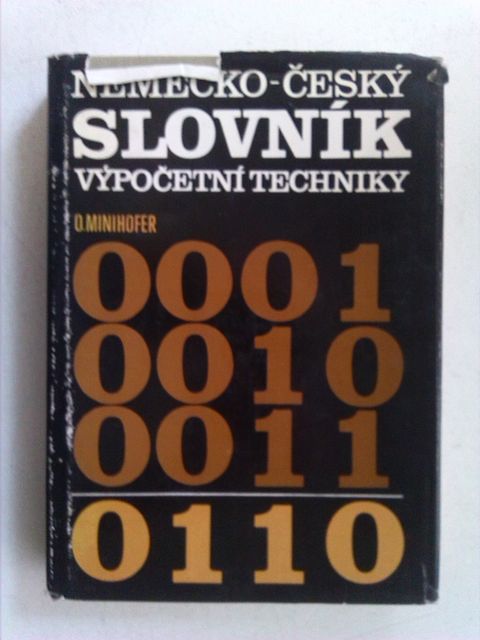 NĚMECKO-ČESKÝ
SLOVNÍK
VÝPOČETNÍ TECHNIKY
O.MINIHOFER
0001
0010
0011
0110